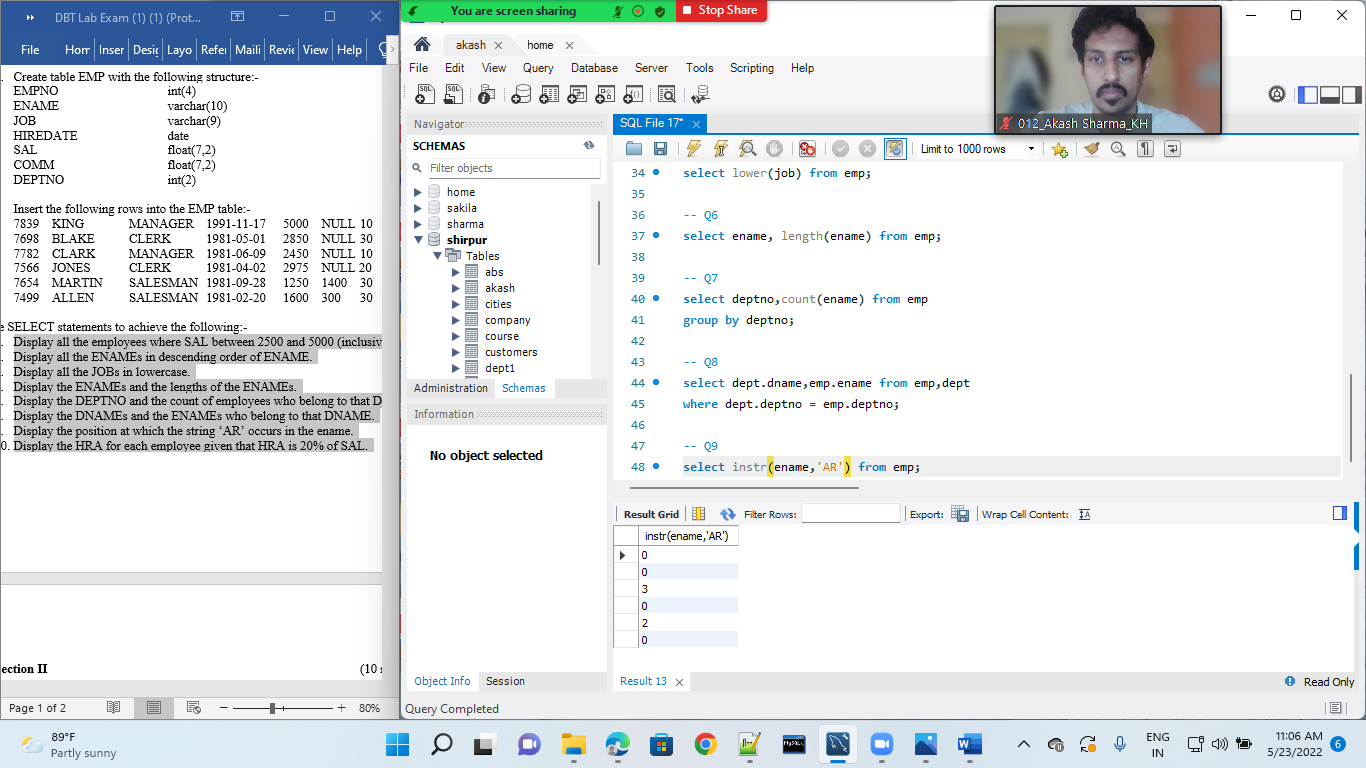 DBT Lab Exam (1) (1) (Prot...
File Hor Inser Desig Layo Refer Maili Revie View Help
. Create table EMP with the following structure:-
EMPNO int(4)
ENAME varchar(10)
JOB varchar(9)
HIREDATE date
SAL float(7,2)
COMM float(7,2)
DEPTNO int(2)
Insert the following rows into the EMP table:-
7839 KING MANAGER 1991-11-17 5000 NULL 10
7698 BLAKE CLERK 1981-05-01 2850 NULL 30
7782 CLARK MANAGER 1981-06-09 2450 NULL 10
7566 JONES CLERK 1981-04-02 2975 NULL 20
7654 MARTIN SALESMAN 1981-09-28 1250 1400 30
7499 ALLEN SALESMAN 1981-02-20 1600 300 30
e SELECT statements to achieve the following:-
. Display all the employees where SAL between 2500 and 5000 (inclusiv
. Display all the ENAMEs in descending order of ENAME.
. Display all the JOBs in lowercase.
. Display the ENAMEs and the lengths of the ENAMEs.
. Display the DEPTNO and the count of employees who belong to that D
. Display the DNAMEs and the ENAMEs who belong to that DNAME.
. Display the position at which the string ‘AR’ occurs in the ename.
0. Display the HRA for each employee given that HRA is 20% of SAL.
ection II (10
Page 1 of 2 80%
You are screen sharing Stop Share
akash home
File Edit View Query Database Server Tools Scripting Help
012_Akash Sharma_KH
Navigator
SCHEMAS
Filter objects
home
sakila
sharma
shirpur
Tables
abs
akash
cities
company
course
customers
dept1
Administration Schemas
Information
No object selected
Object Info Session
Query Completed
SQL File 17*
Limit to 1000 rows
34 select lower(job) from emp;
35
36 -- Q6
37 select ename, length(ename) from emp;
38
39 -- Q7
40 select deptno,count(ename) from emp
41 group by deptno;
42
43 -- Q8
44 select dept.dname,emp.ename from emp,dept
45 where dept.deptno = emp.deptno;
46
47 -- Q9
48 select instr(ename,'AR') from emp;
Result Grid Filter Rows: Export: Wrap Cell Content:
instr(ename,'AR')
0
0
3
0
2
0
Result 13 Read Only
89°F
Partly sunny
MySQL
ENG
IN
11:06 AM
5/23/2022
6